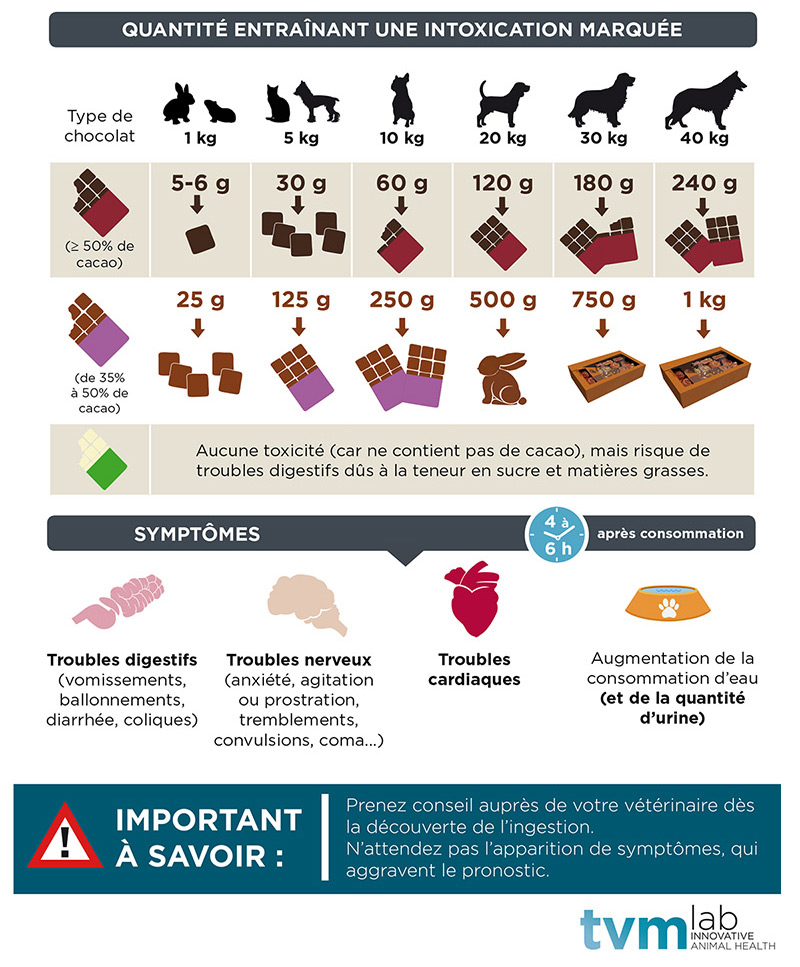 QUANTITÉ ENTRAÎNANT UNE INTOXICATION MARQUÉE
Type de
chocolat
1 kg
5 kg
10 kg
20 kg
30 kg
40 kg
(≥ 50% de
cacao)
5-6 g
30 g
60 g
120 g
180 g
240 g
(de 35%
à 50% de
cacao)
25 g
125 g
250 g
500 g
750 g
1 kg
Aucune toxicité (car ne contient pas de cacao), mais risque de
troubles digestifs dûs à la teneur en sucre et matières grasses.
SYMPTÔMES
4 à
6 h
après consommation
Troubles digestifs
(vomissements,
ballonnements,
diarrhée, coliques)
Troubles nerveux
(anxiété, agitation
ou prostration,
tremblements,
convulsions, coma...)
Troubles
cardiaques
Augmentation de la
consommation d'eau
(et de la quantité
d'urine)
IMPORTANT
À SAVOIR :
Prenez conseil auprès de votre vétérinaire dès
la découverte de l'ingestion.
N'attendez pas l'apparition de symptômes, qui
aggravent le pronostic.
tvm lab
INNOVATIVE
ANIMAL HEALTH